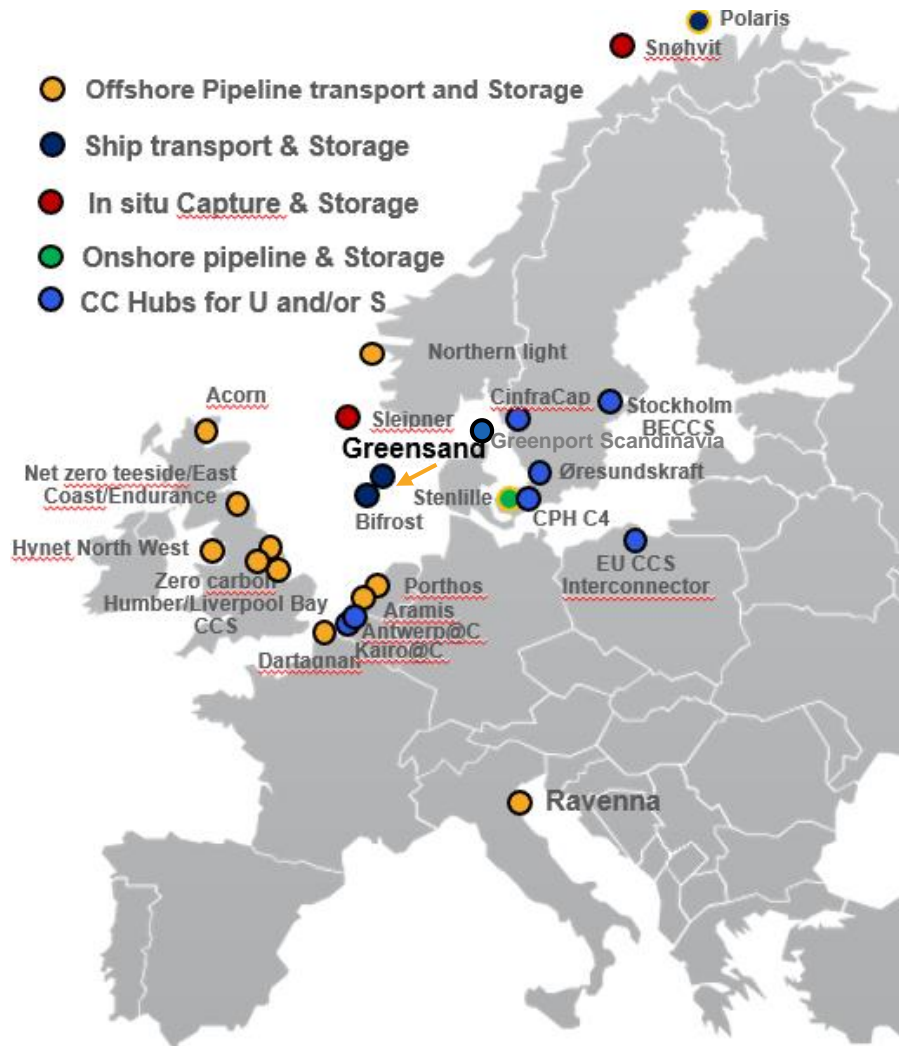 Polaris
Snøhvit
Offshore Pipeline transport and Storage
Ship transport & Storage
In situ Capture & Storage
Onshore pipeline & Storage
CC Hubs for U and/or S
Northern light
Acorn
CinfraCap
Stockholm
BECCS
Sleipner
Greensand
Greenport Scandinavia
Net zero teeside/East
Coast/Endurance
Øresundskraft
Stenlille
Bifrost
CPH C4
Hynet North West
EU CCS
Interconnector
Zero carbon
Humber/Liverpool Bay
CCS
Porthos
Aramis
Antwerp@C
Kairo@C
Dartagnan
Ravenna